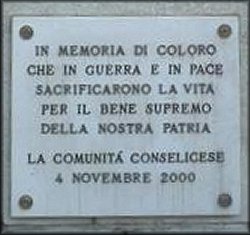 IN MEMORIA DI COLORO
CHE IN GUERRA E IN PACE
SACRIFICARONO LA VITA
PER IL BENE SUPREMO
DELLA NOSTRA PATRIA
LA COMUNITÁ CONSELICESE
4 NOVEMBRE 2000